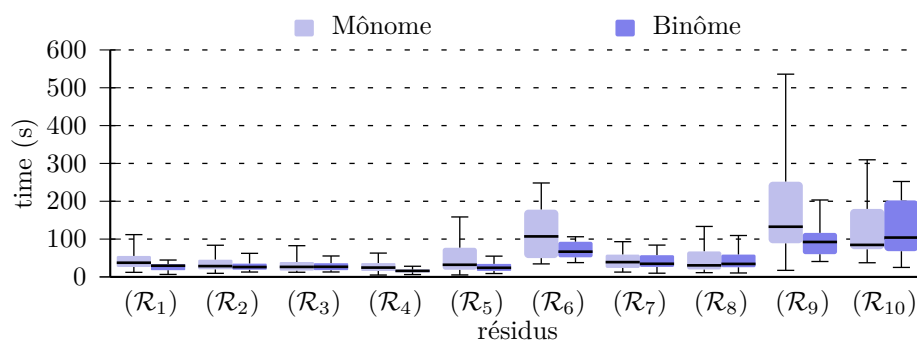 Mônome Binôme
600
500
400
300
200
100
0
time (s)
(R₁) (R₂) (R₃) (R₄) (R₅) (R₆) (R₇) (R₈) (R₉) (R₁₀)
résidus